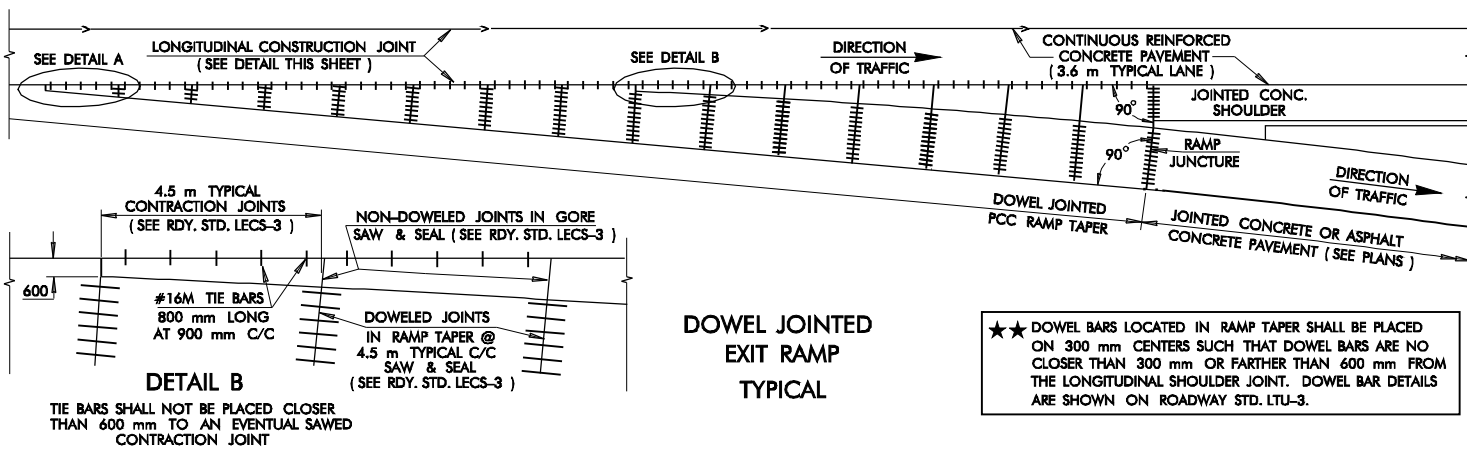 SEE DETAIL A
LONGITUDINAL CONSTRUCTION JOINT
( SEE DETAIL THIS SHEET )
SEE DETAIL B
DIRECTION
OF TRAFFIC
CONTINUOUS REINFORCED
CONCRETE PAVEMENT
( 3.6 m TYPICAL LANE )
JOINTED CONC.
SHOULDER
90°
90°
RAMP
JUNCTURE
DIRECTION
OF TRAFFIC
DOWEL JOINTED
PCC RAMP TAPER
JOINTED CONCRETE OR ASPHALT
CONCRETE PAVEMENT ( SEE PLANS )
4.5 m TYPICAL
CONTRACTION JOINTS
( SEE RDY. STD. LECS-3 )
NON-DOWELED JOINTS IN GORE
SAW & SEAL ( SEE RDY. STD. LECS-3 )
600
#16M TIE BARS
800 mm LONG
AT 900 mm C/C
DOWELED JOINTS
IN RAMP TAPER @
4.5 m TYPICAL C/C
SAW & SEAL
(SEE RDY. STD. LECS-3 )
DETAIL B
TIE BARS SHALL NOT BE PLACED CLOSER
THAN 600 mm TO AN EVENTUAL SAWED
CONTRACTION JOINT
DOWEL JOINTED
EXIT RAMP
TYPICAL
★★ DOWEL BARS LOCATED IN RAMP TAPER SHALL BE PLACED
ON 300 mm CENTERS SUCH THAT DOWEL BARS ARE NO
CLOSER THAN 300 mm OR FARTHER THAN 600 mm FROM
THE LONGITUDINAL SHOULDER JOINT. DOWEL BAR DETAILS
ARE SHOWN ON ROADWAY STD. LTU-3.